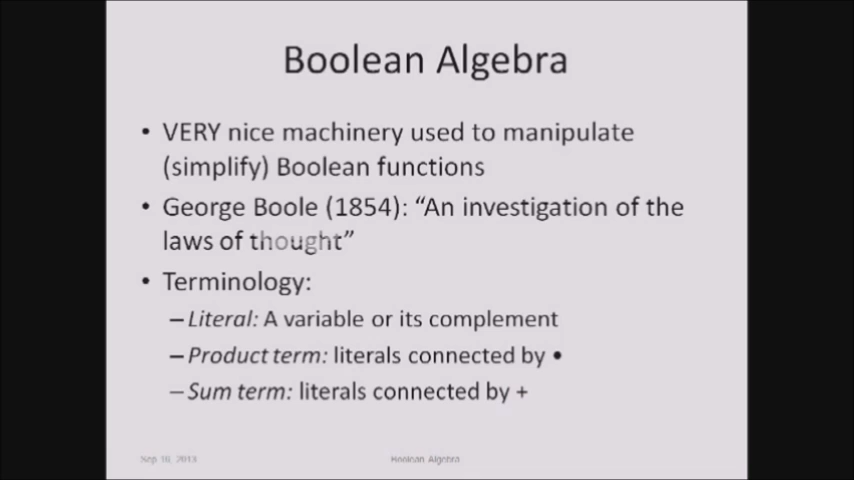 Boolean Algebra
• VERY nice machinery used to manipulate
(simplify) Boolean functions
• George Boole (1854): “An investigation of the
laws of thought”
• Terminology:
– Literal: A variable or its complement
– Product term: literals connected by •
– Sum term: literals connected by +
Sep 16, 2013
Boolean Algebra